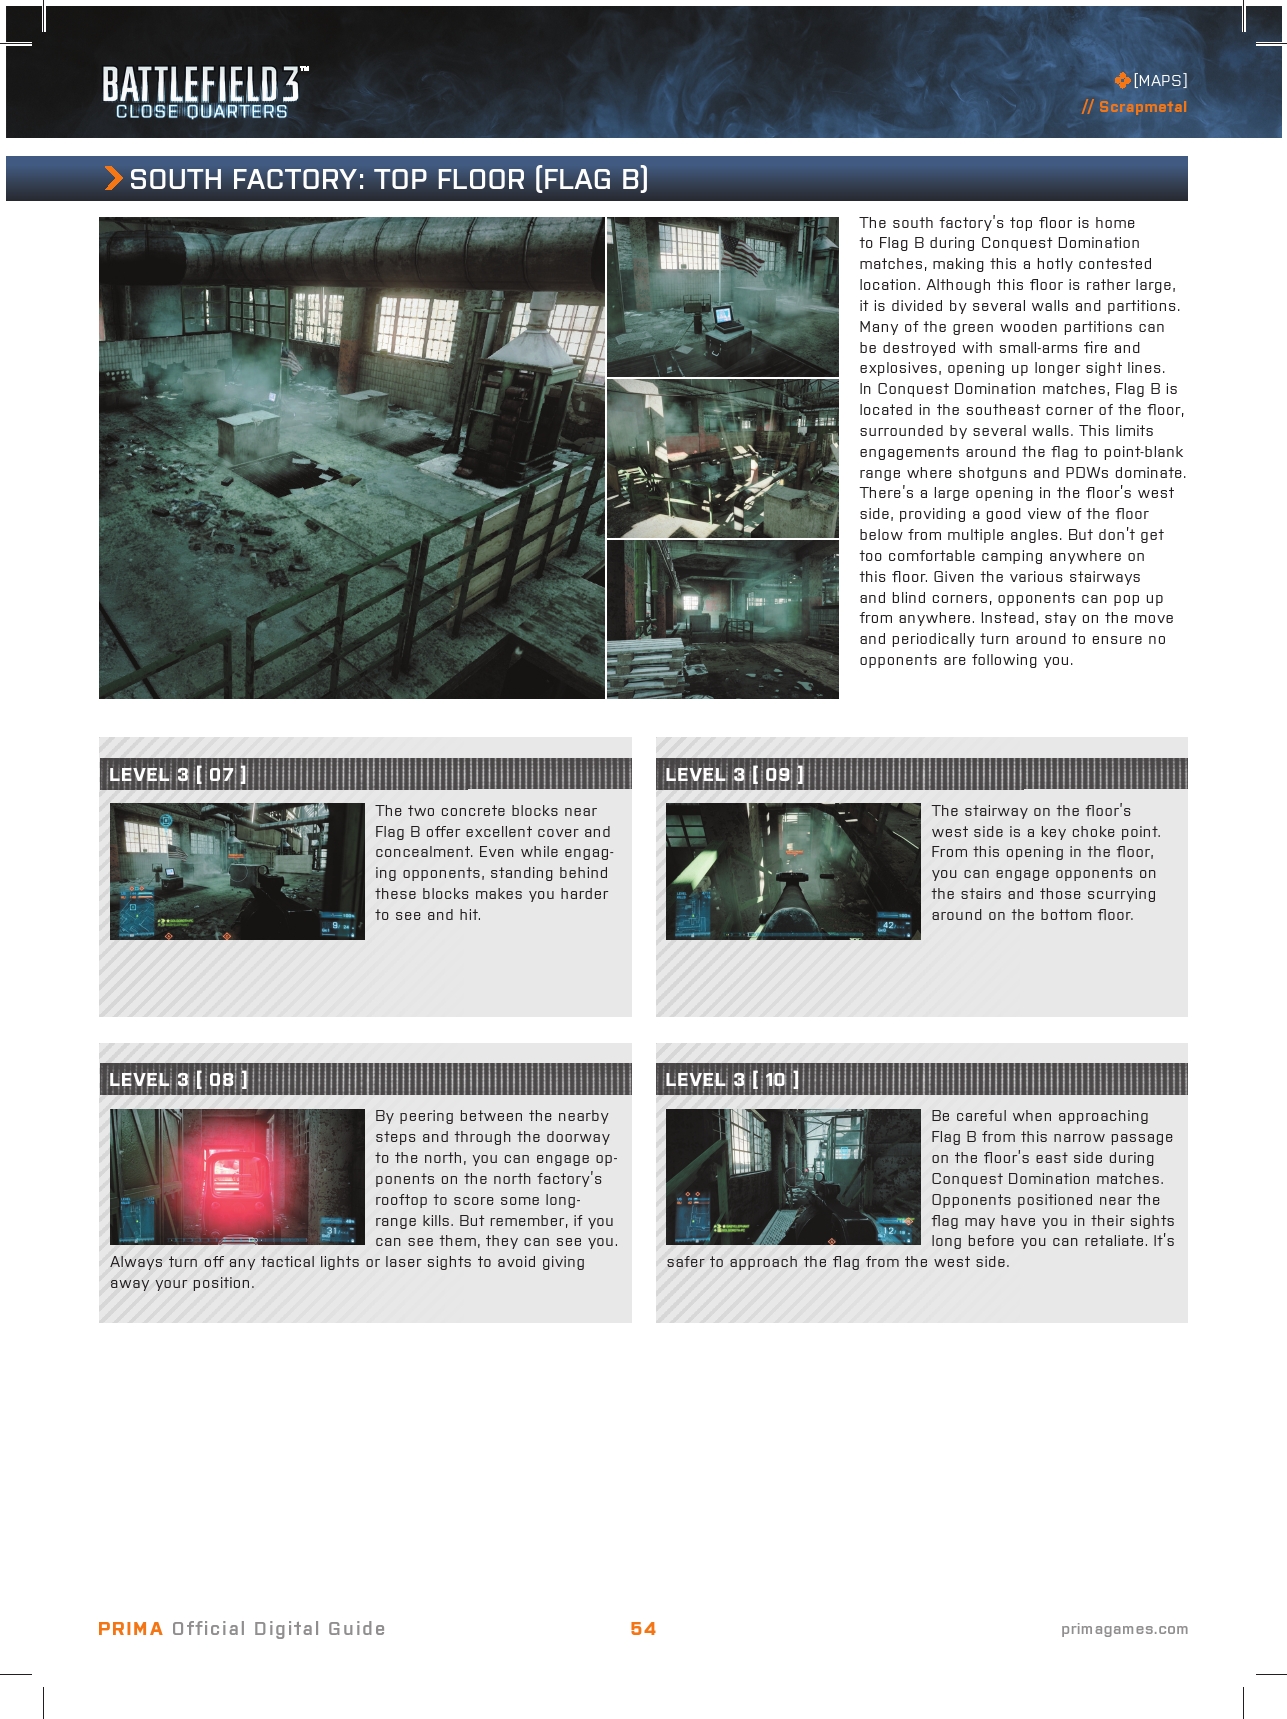 BATTLEFIELD 3™
CLOSE QUARTERS
[MAPS]
// Scrapmetal
SOUTH FACTORY: TOP FLOOR (FLAG B)
The south factory's top floor is home
to Flag B during Conquest Domination
matches, making this a hotly contested
location. Although this floor is rather large,
it is divided by several walls and partitions.
Many of the green wooden partitions can
be destroyed with small-arms fire and
explosives, opening up longer sight lines.
In Conquest Domination matches, Flag B is
located in the southeast corner of the floor,
surrounded by several walls. This limits
engagements around the flag to point-blank
range where shotguns and PDWs dominate.
There's a large opening in the floor's west
side, providing a good view of the floor
below from multiple angles. But don't get
too comfortable camping anywhere on
this floor. Given the various stairways
and blind corners, opponents can pop up
from anywhere. Instead, stay on the move
and periodically turn around to ensure no
opponents are following you.
LEVEL 3 [ 07 ]
The two concrete blocks near
Flag B offer excellent cover and
concealment. Even while engag-
ing opponents, standing behind
these blocks makes you harder
to see and hit.
LEVEL 3 [ 09 ]
The stairway on the floor's
west side is a key choke point.
From this opening in the floor,
you can engage opponents on
the stairs and those scurrying
around on the bottom floor.
42
LEVEL 3 [ 08 ]
By peering between the nearby
steps and through the doorway
to the north, you can engage op-
ponents on the north factory's
rooftop to score some long-
range kills. But remember, if you
can see them, they can see you.
Always turn off any tactical lights or laser sights to avoid giving
away your position.
31
LEVEL 3 [ 10 ]
Be careful when approaching
Flag B from this narrow passage
on the floor's east side during
Conquest Domination matches.
Opponents positioned near the
flag may have you in their sights
long before you can retaliate. It's
safer to approach the flag from the west side.
12
PRIMA Official Digital Guide
54
primagames.com